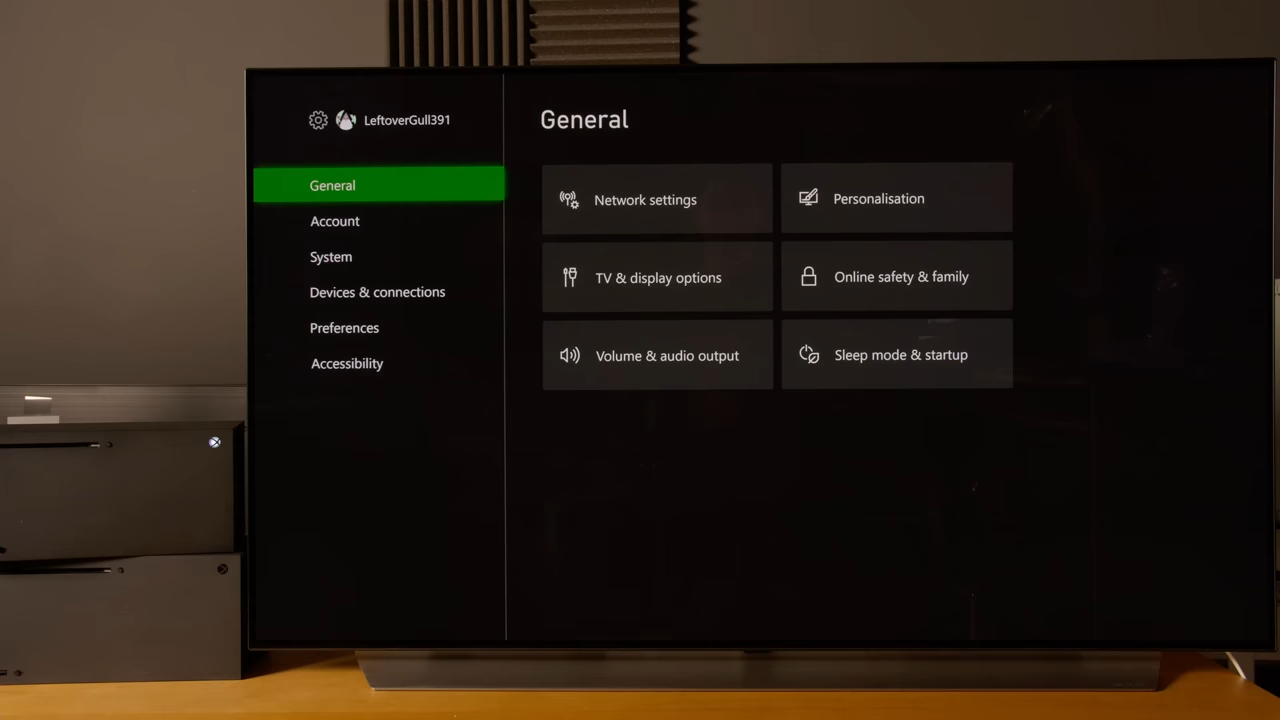 LeftoverGull391
General
Account
System
Devices & connections
Preferences
Accessibility
General
Network settings
Personalisation
TV & display options
Online safety & family
Volume & audio output
Sleep mode & startup